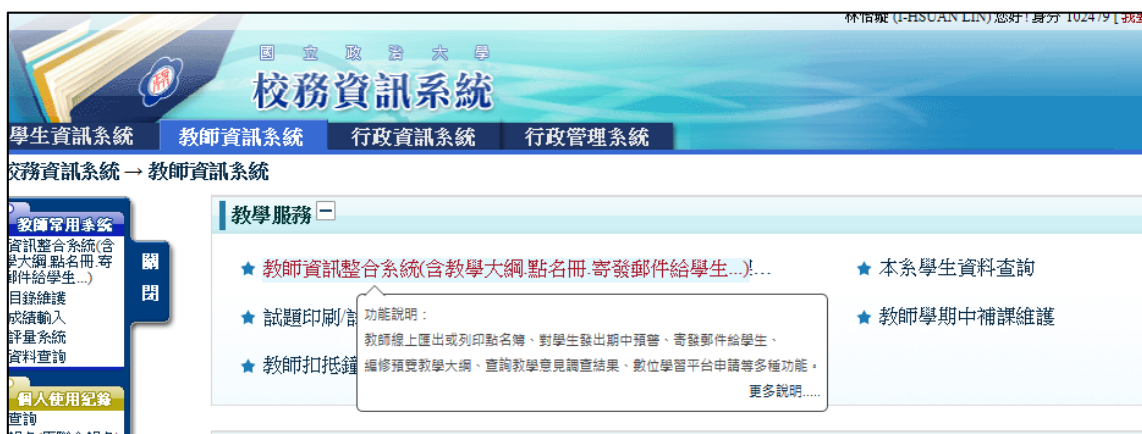 林怡璇 (I-HSUAN LIN) 您好! 身分 102479 [
國立政治大學
校務資訊系統
學生資訊系統 教師資訊系統 行政資訊系統 行政管理系統
校務資訊系統 → 教師資訊系統
教師常用系統
資訊整合系統(含
學大綱.點名冊.寄
郵件給學生...)
目錄維護
成績輸入
評量系統
資料查詢
關閉
個人使用紀錄
查詢
教學服務
★ 教師資訊整合系統(含教學大綱.點名冊.寄發郵件給學生...)!... ★ 本系學生資料查詢
★ 試題印刷/ ★ 教師學期中補課維護
★ 教師扣抵鐘
功能說明：
教師線上匯出或列印點名簿、對學生發出期中預警、寄發郵件給學生、
編修預覽教學大綱、查詢教學意見調查結果、數位學習平台申請等多種功能。
更多說明.....